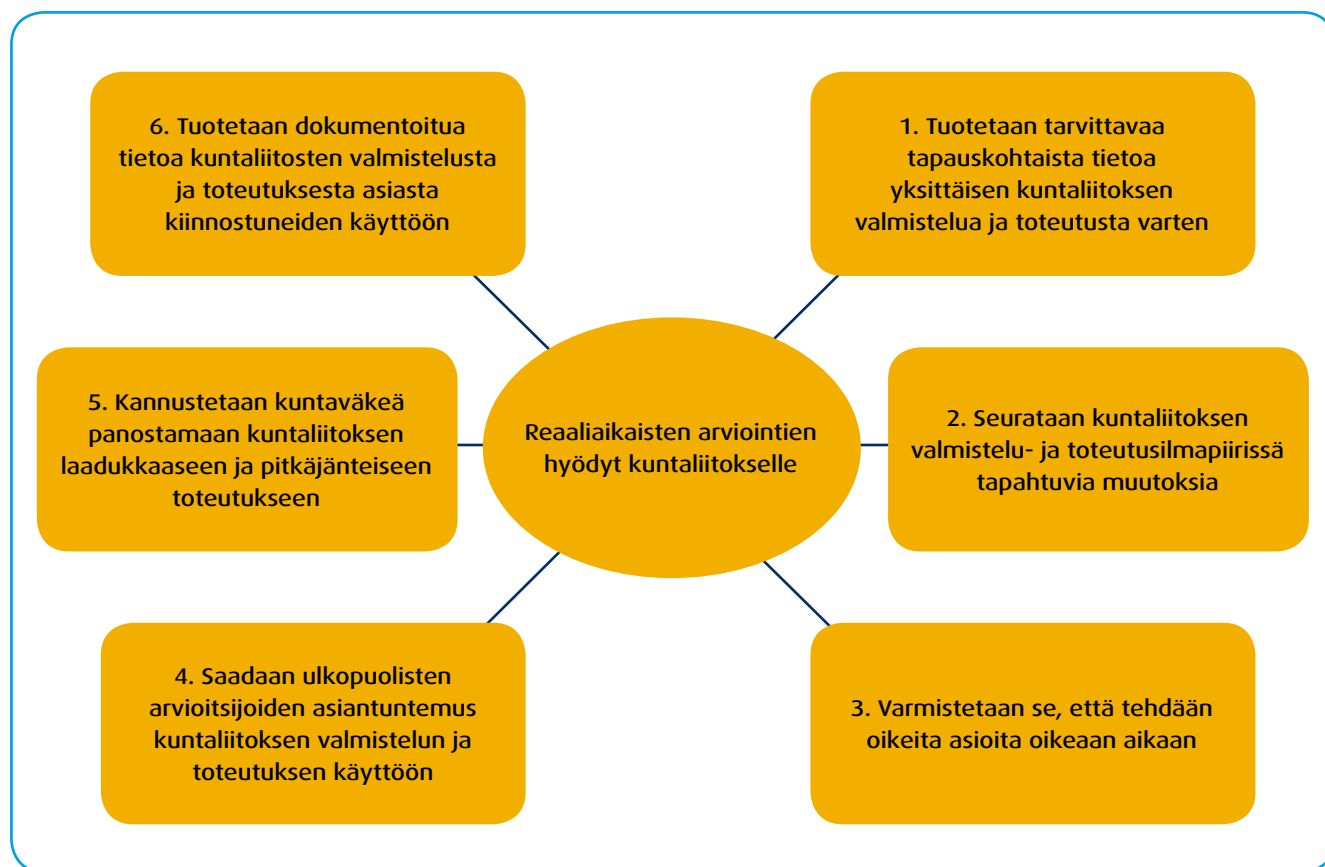 6. Tuotetaan dokumentoitua
tietoa kuntaliitosten valmistelusta
ja toteutuksesta asiasta
kiinnostuneiden käyttöön
1. Tuotetaan tarvittavaa
tapauskohtaista tietoa
yksittäisen kuntaliitoksen
valmistelua ja toteutusta varten
5. Kannustetaan kuntaväkeä
panostamaan kuntaliitoksen
laadukkaaseen ja pitkäjänteiseen
toteutukseen
Reaaliaikaisten arviointien
hyödyt kuntaliitokselle
2. Seurataan kuntaliitoksen
valmistelu- ja toteutusilmapiirissä
tapahtuvia muutoksia
4. Saadaan ulkopuolisten
arvioitsijoiden asiantuntemus
kuntaliitoksen valmistelun ja
toteutuksen käyttöön
3. Varmistetaan se, että tehdään
oikeita asioita oikeaan aikaan